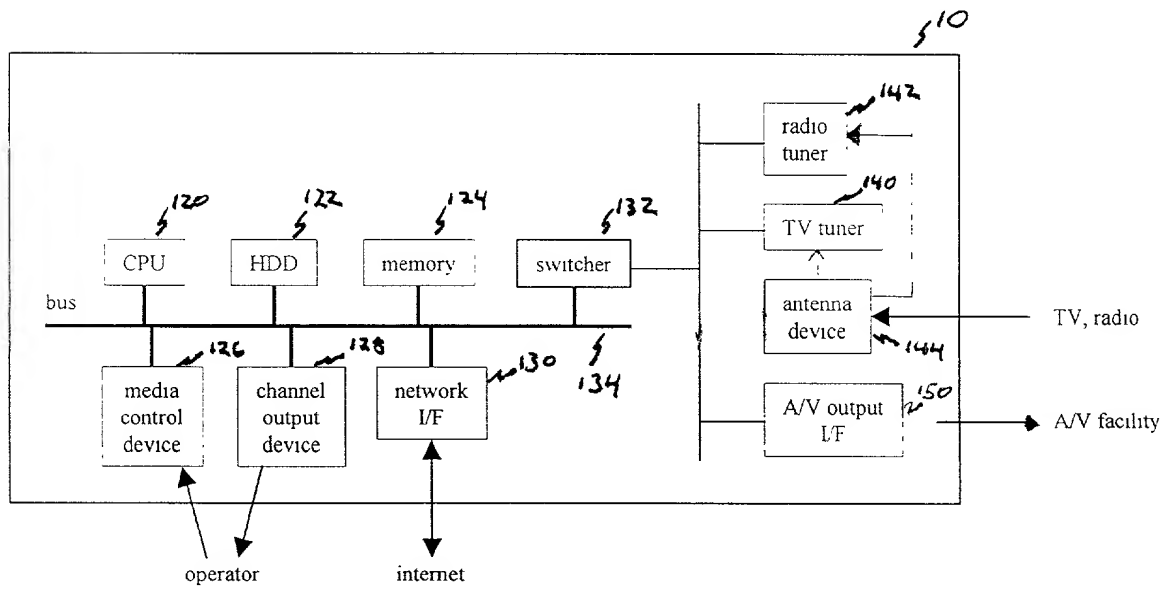 10
142
radio
tuner
140
TV tuner
120
122
124
132
CPU
HDD
memory
switcher
bus
antenna
device
144
TV, radio
126
128
130
134
media
control
device
channel
output
device
network
I/F
A/V output
I/F
150
A/V facility
operator
internet